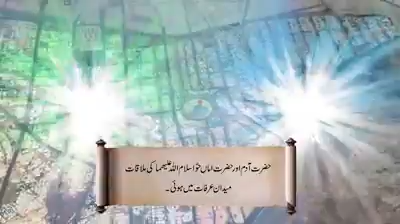 حضرت آدم اور حضرت اماں حوا سلام اللہ علیہما کی ملاقات
میدان عرفات میں ہوئی۔